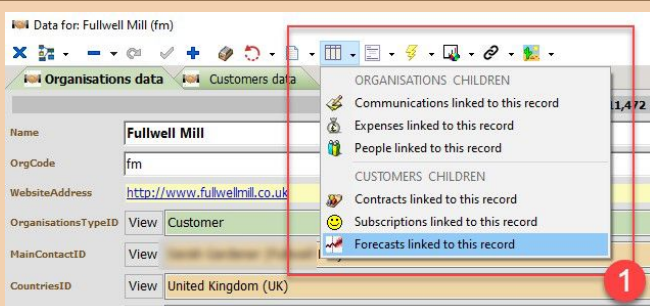 Data for: Fullwell Mill (fm)
Organisations data
Customers data
ORGANISATIONS CHILDREN
Communications linked to this record
Expenses linked to this record
People linked to this record
CUSTOMERS CHILDREN
Contracts linked to this record
Subscriptions linked to this record
Forecasts linked to this record
11,472
Name
Fullwell Mill
OrgCode
fm
WebsiteAddress
http://www.fullwellmill.co.uk
OrganisationsTypeID View Customer
MainContactID View
CountriesID View United Kingdom (UK)
1